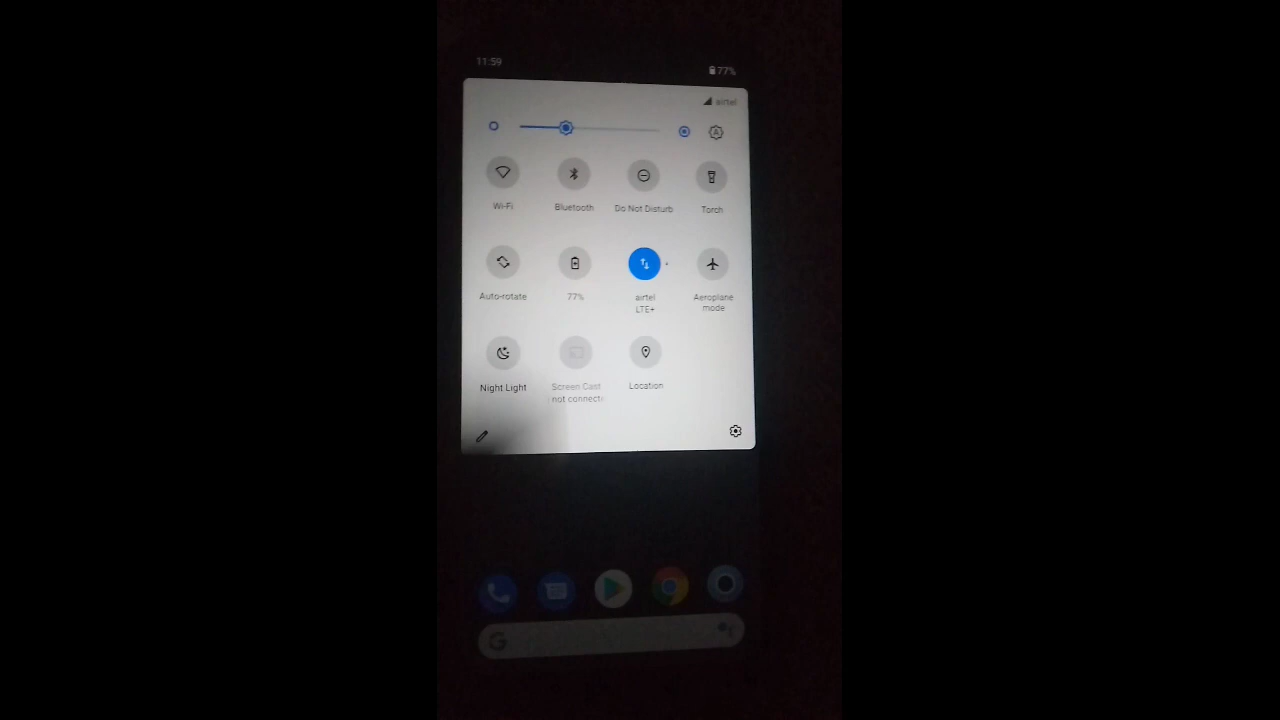 11:59
77%
airtel
Wi-Fi
Bluetooth
Do Not Disturb
Torch
Auto-rotate
77%
airtel
LTE+
Aeroplane
mode
Night Light
Screen Cast
not connecti
Location